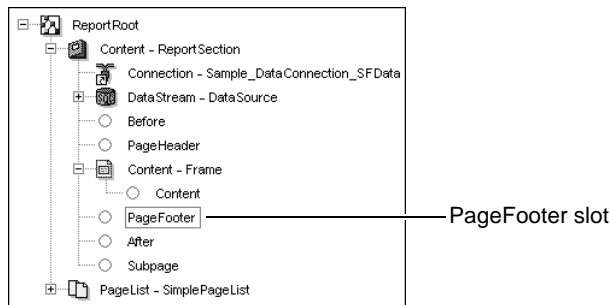 ReportRoot
Content - ReportSection
Connection - Sample_DataConnection_SFData
DataStream - DataSource
Before
PageHeader
Content - Frame
Content
PageFooter
PageFooter slot
After
Subpage
PageList - SimplePageList